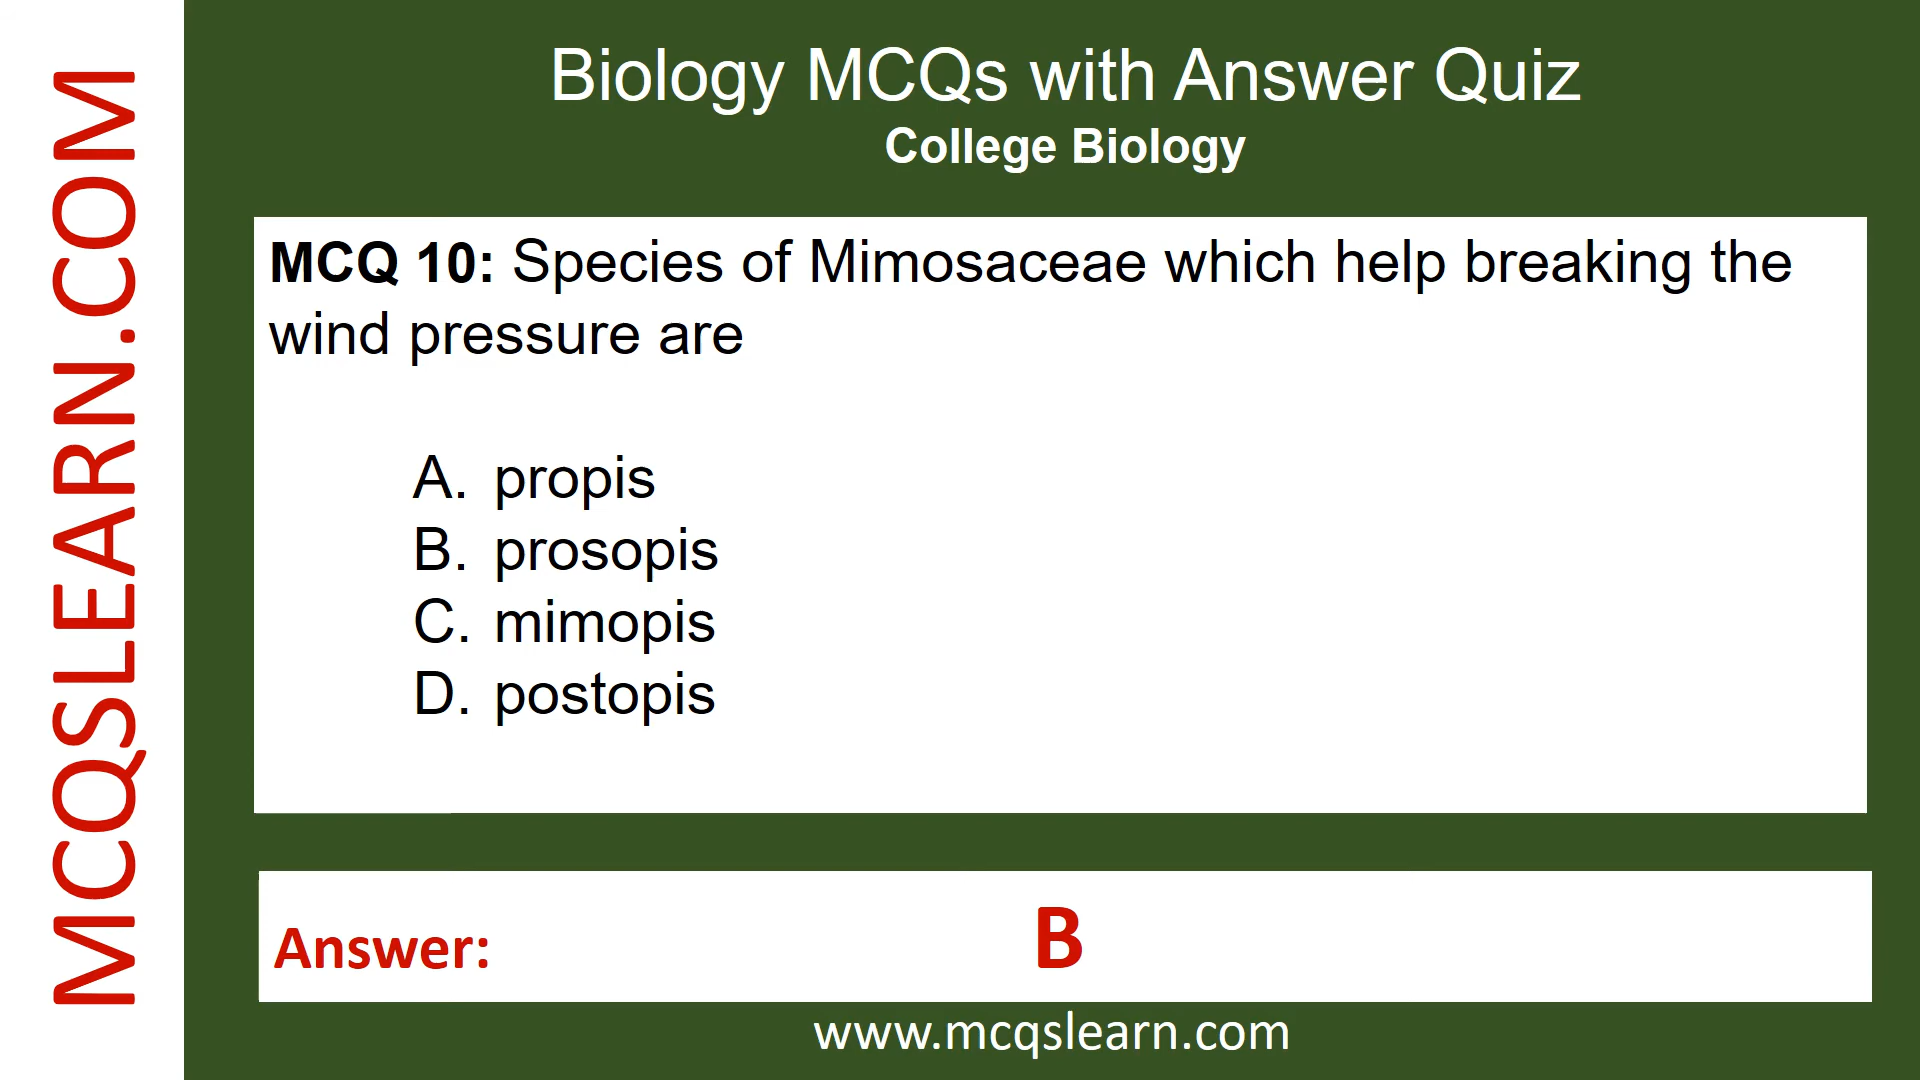 MCQSLEARN.COM
Biology MCQs with Answer Quiz
College Biology
MCQ 10: Species of Mimosaceae which help breaking the
wind pressure are
A. propis
B. prosopis
C. mimopis
D. postopis
Answer: B
www.mcqslearn.com